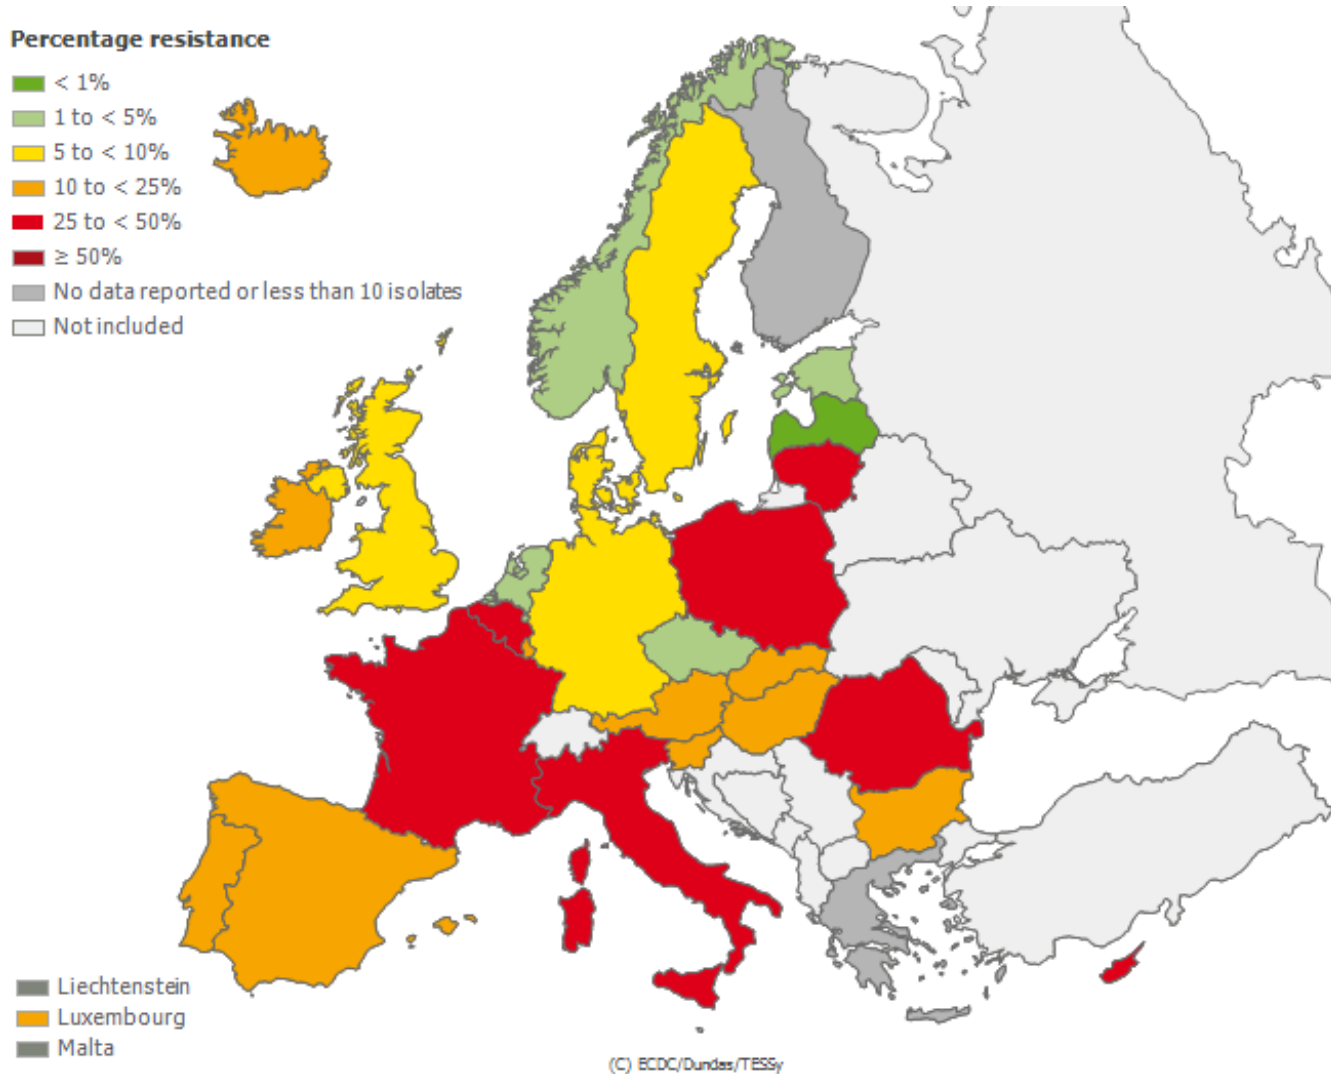 Percentage resistance
< 1%
1 to < 5%
5 to < 10%
10 to < 25%
25 to < 50%
≥ 50%
No data reported or less than 10 isolates
Not included
Liechtenstein
Luxembourg
Malta
(C) ECDC/Dundas/TESSy